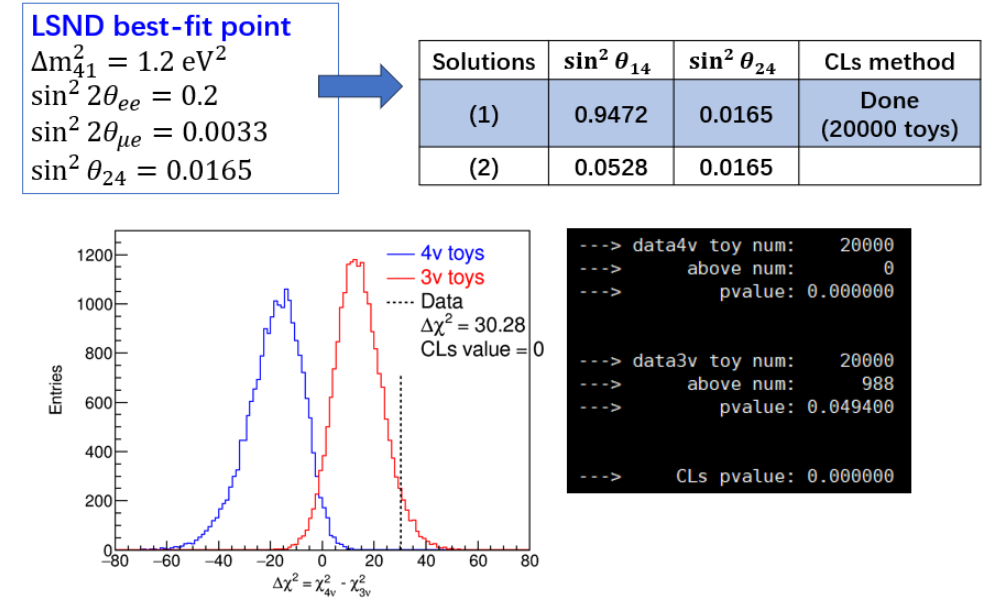 LSND best-fit point
Δm²₄₁ = 1.2 eV²
sin² 2θₑₑ = 0.2
sin² 2θ_μe = 0.0033
sin² θ₂₄ = 0.0165
Solutions sin² θ₁₄ sin² θ₂₄ CLs method
(1) 0.9472 0.0165 Done (20000 toys)
(2) 0.0528 0.0165
4v toys
3v toys
Data
Δχ² = 30.28
CLs value = 0
Entries
1200
1000
800
600
400
200
0
−80 −60 −40 −20 0 20 40 60 80
Δχ² = χ²₄ᵥ - χ²₃ᵥ
---> data4v toy num: 20000
---> above num: 0
---> pvalue: 0.000000
---> data3v toy num: 20000
---> above num: 988
---> pvalue: 0.049400
---> CLs pvalue: 0.000000